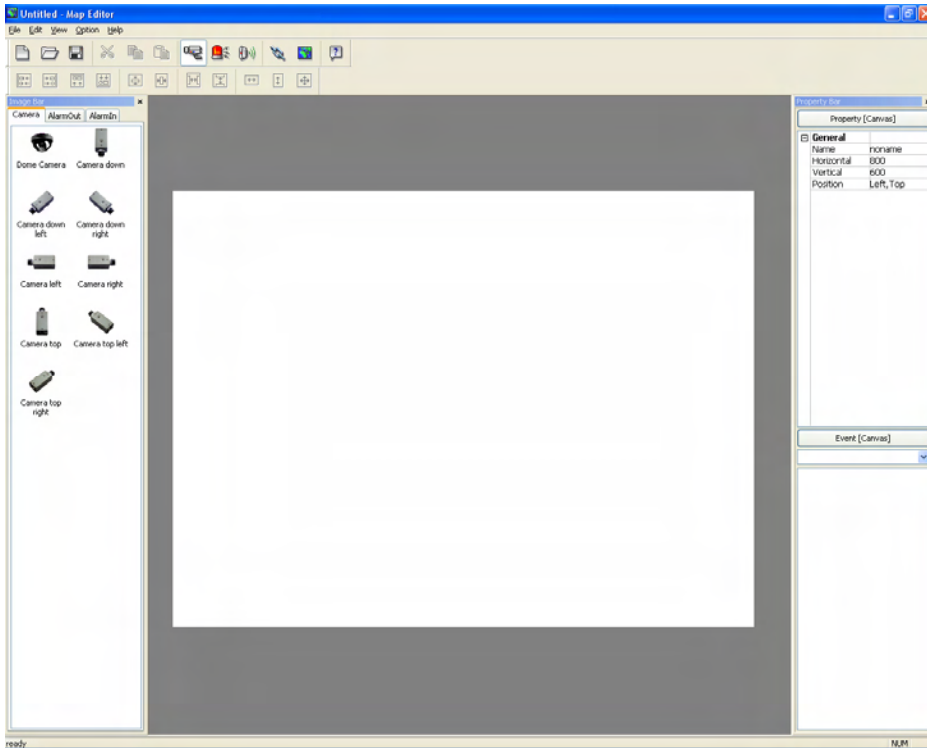 Untitled - Map Editor
File Edit View Option Help
Image Bar
Camera AlarmOut AlarmIn
Dome Camera
Camera down
Camera down left
Camera down right
Camera left
Camera right
Camera top
Camera top left
Camera top right
Property Bar
Property [Canvas]
General
Name noname
Horizontal 800
Vertical 600
Position Left,Top
Event [Canvas]
ready
NUM